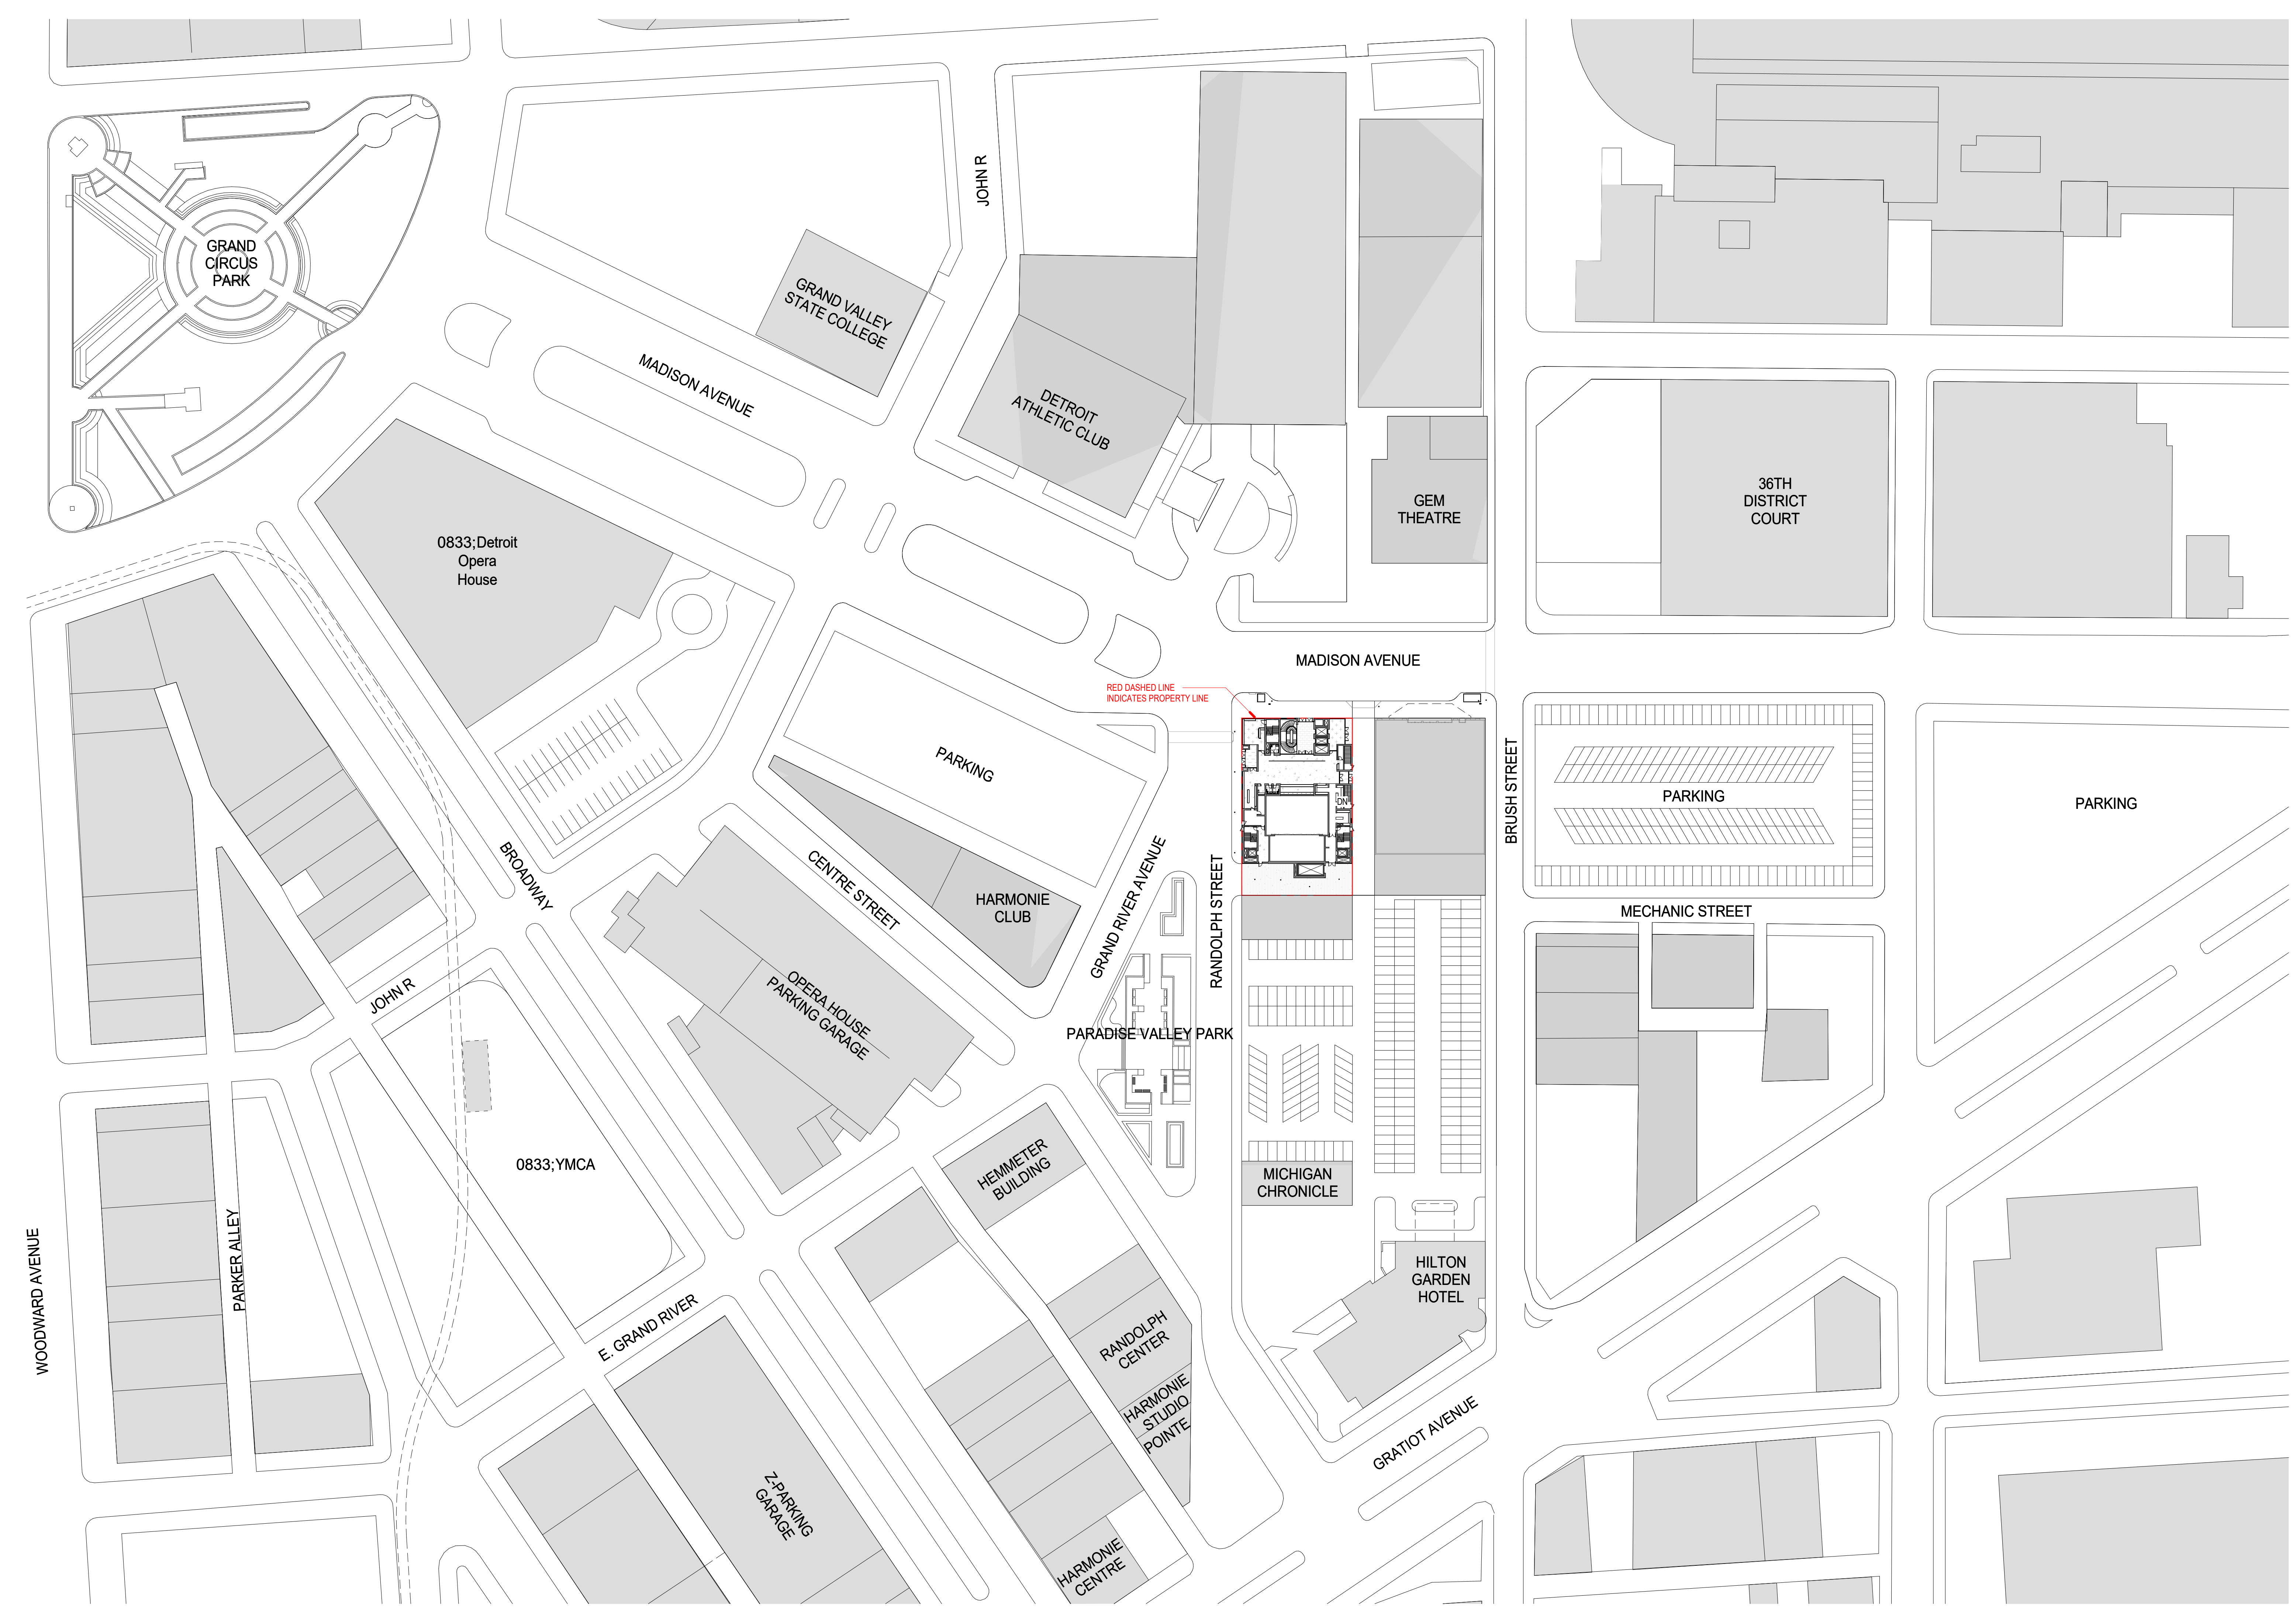 JOHN R
GRAND
CIRCUS
PARK
GRAND VALLEY
STATE COLLEGE
MADISON AVENUE
DETROIT
ATHLETIC CLUB
GEM
THEATRE
36TH
DISTRICT
COURT
0833;Detroit
Opera
House
MADISON AVENUE
RED DASHED LINE
INDICATES PROPERTY LINE
PARKING
BRUSH STREET
PARKING
PARKING
DN
BROADWAY
CENTRE STREET
HARMONIE
CLUB
GRAND RIVER AVENUE
RANDOLPH STREET
MECHANIC STREET
JOHN R
OPERA HOUSE
PARKING GARAGE
PARADISE VALLEY PARK
0833;YMCA
HEMMETER
BUILDING
MICHIGAN
CHRONICLE
WOODWARD AVENUE
PARKER ALLEY
HILTON
GARDEN
HOTEL
E. GRAND RIVER
RANDOLPH
CENTER
HARMONIE
STUDIO
POINTE
GRATIOT AVENUE
Z-PARKING
GARAGE
HARMONIE
CENTRE